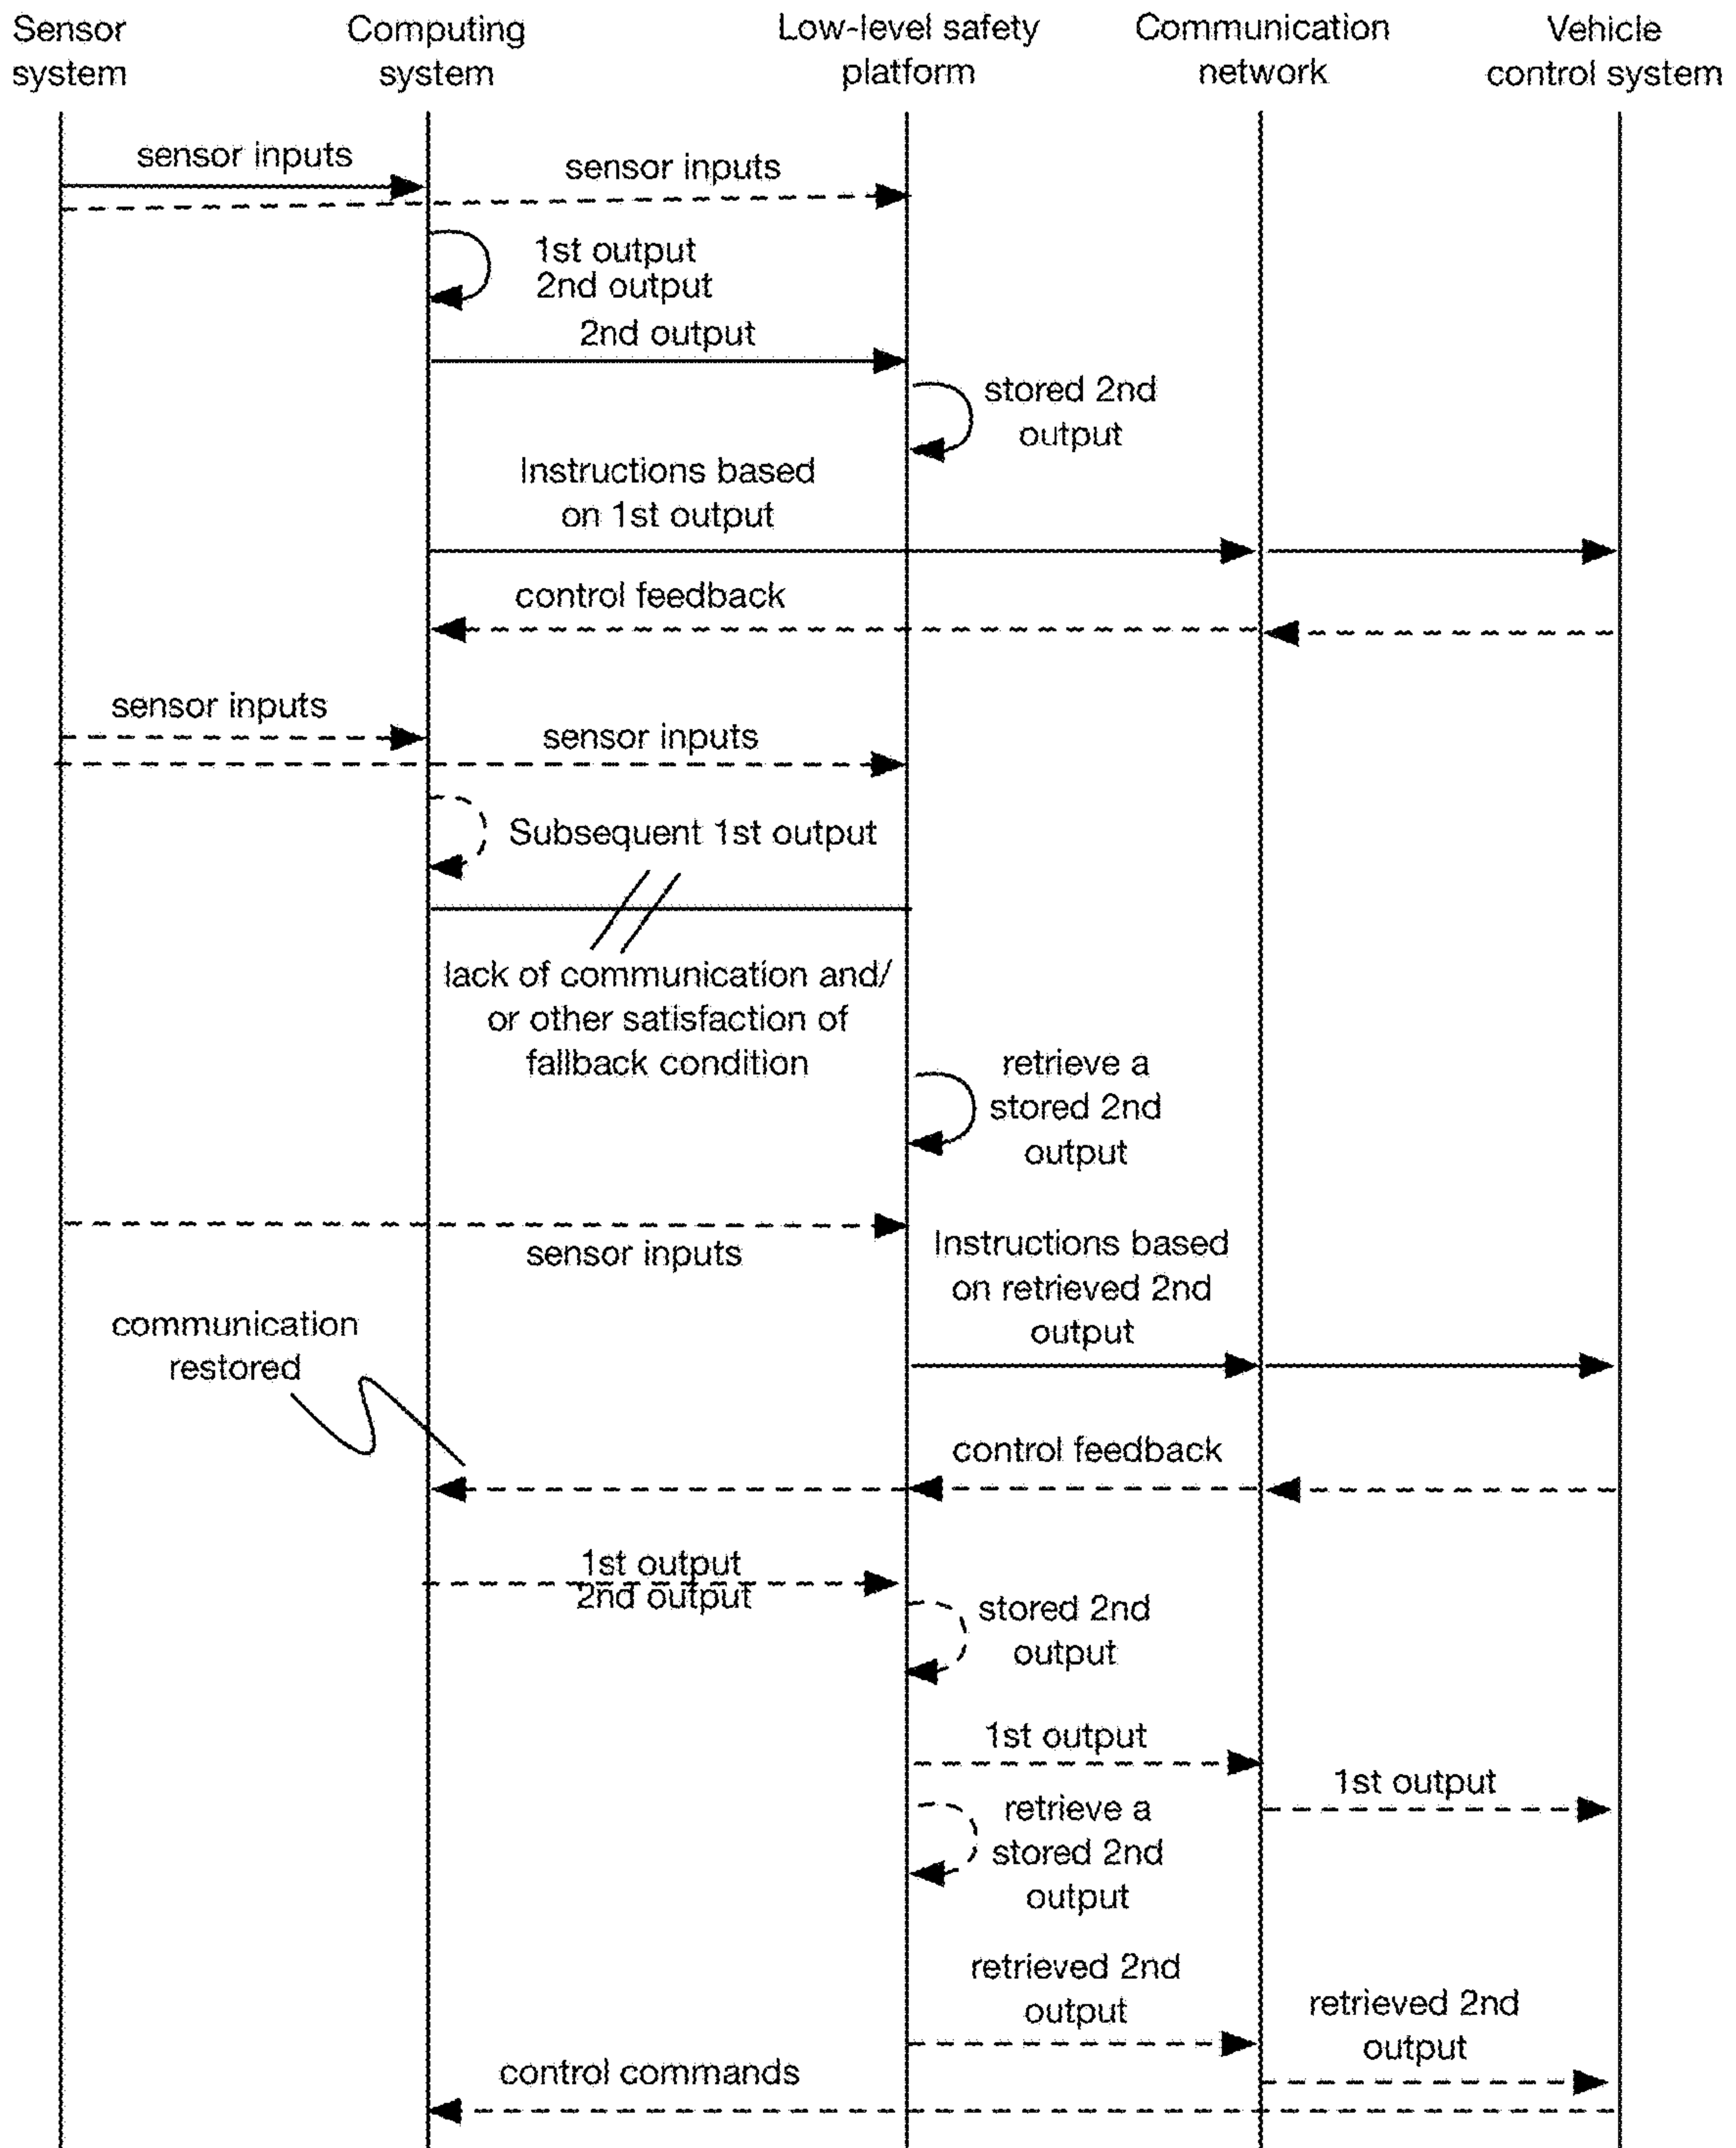 Sensor
system
Computing
system
Low-level safety
platform
Communication
network
Vehicle
control system
sensor inputs
sensor inputs
1st output
2nd output
2nd output
stored 2nd
output
Instructions based
on 1st output
control feedback
sensor inputs
sensor inputs
Subsequent 1st output
lack of communication and/
or other satisfaction of
fallback condition
retrieve a
stored 2nd
output
sensor inputs
Instructions based
on retrieved 2nd
output
communication
restored
control feedback
1st output
2nd output
stored 2nd
output
1st output
1st output
retrieve a
stored 2nd
output
retrieved 2nd
output
retrieved 2nd
output
control commands